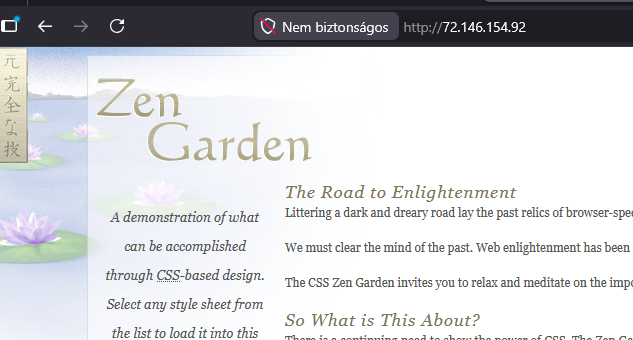 Nem biztonságos http://72.146.154.92
元
完
全
な
技
Zen
Garden
A demonstration of what
can be accomplished
through CSS-based design.
Select any style sheet from
the list to load it into this
The Road to Enlightenment
Littering a dark and dreary road lay the past relics of browser-spe
We must clear the mind of the past. Web enlightenment has been
The CSS Zen Garden invites you to relax and meditate on the impo
So What is This About?
There is a continuing need to show the power of CSS. The Zen Ga